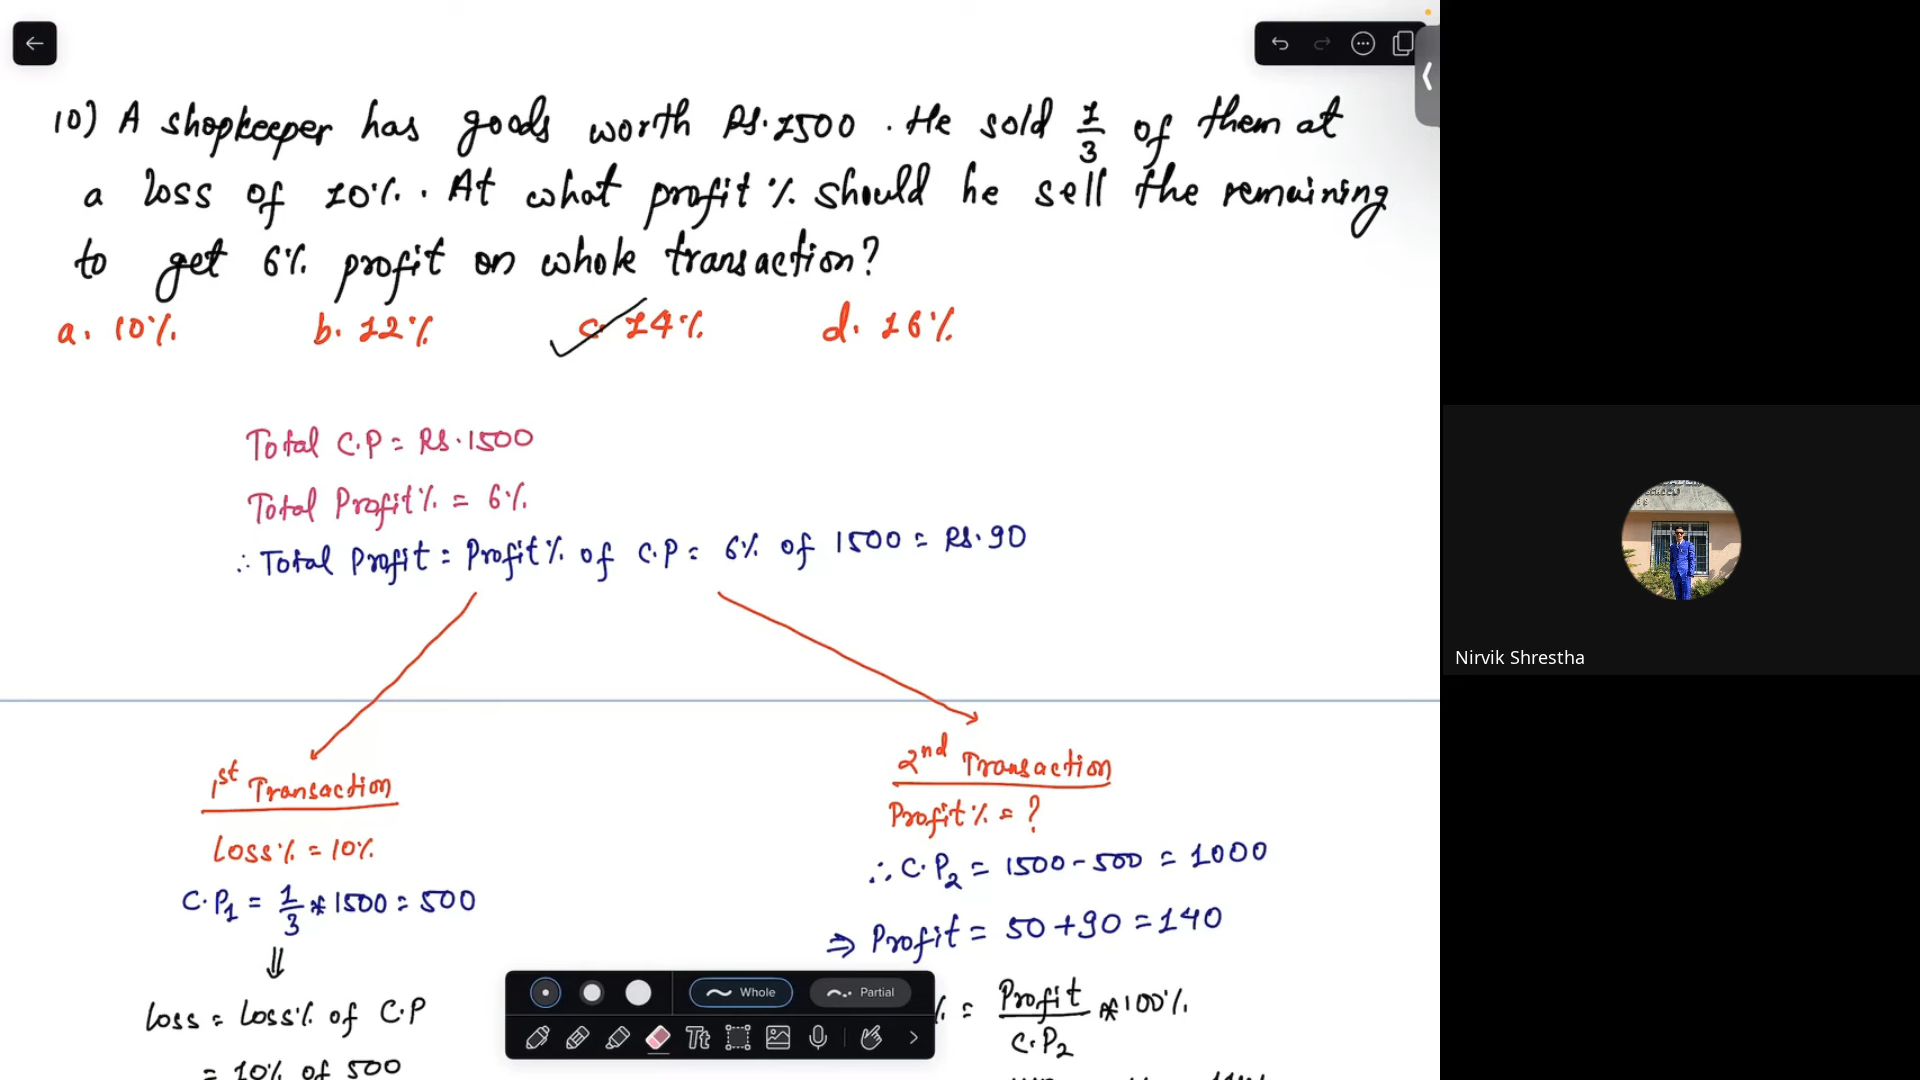 10) A shopkeeper has goods worth Rs.1500 . He sold 1/3 of them at
a loss of 10%. At what profit % should he sell the remaining
to get 6% profit on whole transaction?
a. 10% b. 12% c. 14% d. 16%
Total C.P = Rs.1500
Total Profit% = 6%
∴ Total Profit = Profit% of C.P = 6% of 1500 = Rs.90
1st Transaction
Loss% = 10%
C.P1 = 1/3 * 1500 = 500
⇓
loss = loss% of C.P
= 10% of 500
2nd Transaction
Profit% = ?
∴ C.P2 = 1500 - 500 = 1000
⇒ Profit = 50 + 90 = 140
% = Profit/C.P2 * 100%
Whole Partial
Tt
Nirvik Shrestha